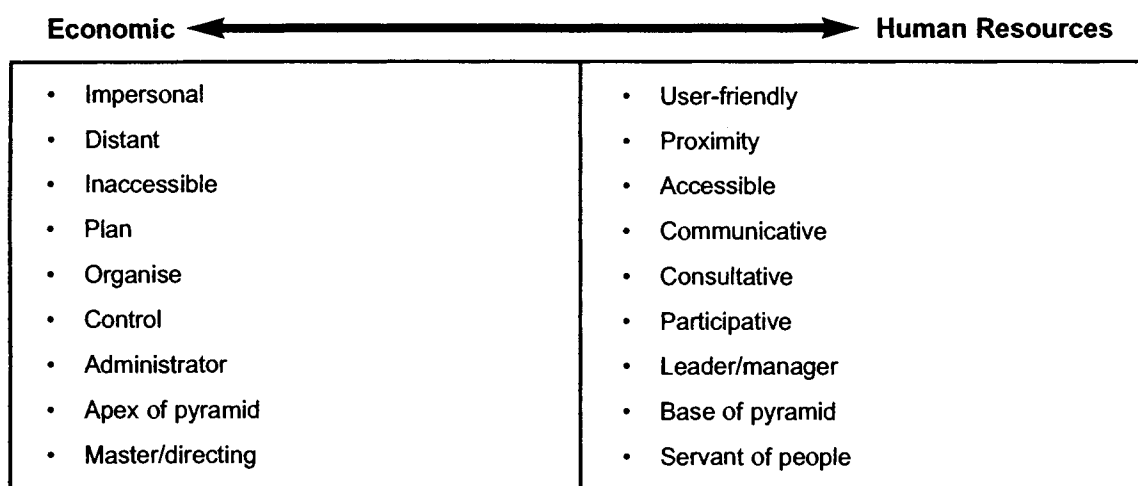 Economic Human Resources
• Impersonal
• Distant
• Inaccessible
• Plan
• Organise
• Control
• Administrator
• Apex of pyramid
• Master/directing
• User-friendly
• Proximity
• Accessible
• Communicative
• Consultative
• Participative
• Leader/manager
• Base of pyramid
• Servant of people